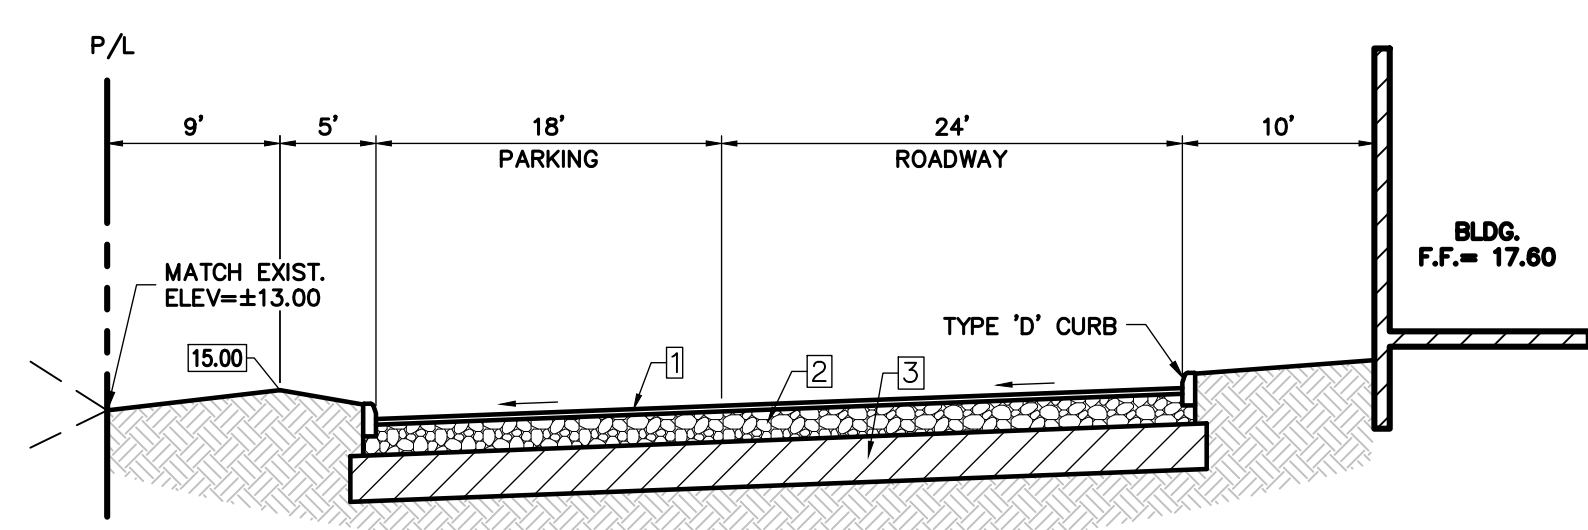 P/L
9'
5'
18'
PARKING
24'
ROADWAY
10'
BLDG.
F.F.= 17.60
MATCH EXIST.
ELEV=±13.00
TYPE 'D' CURB
15.00
1
2
3